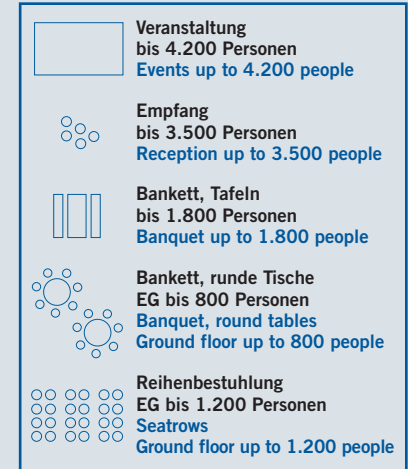 Veranstaltung
bis 4.200 Personen
Events up to 4.200 people
Empfang
bis 3.500 Personen
Reception up to 3.500 people
Bankett, Tafeln
bis 1.800 Personen
Banquet up to 1.800 people
Bankett, runde Tische
EG bis 800 Personen
Banquet, round tables
Ground floor up to 800 people
Reihenbestuhlung
EG bis 1.200 Personen
Seatrows
Ground floor up to 1.200 people